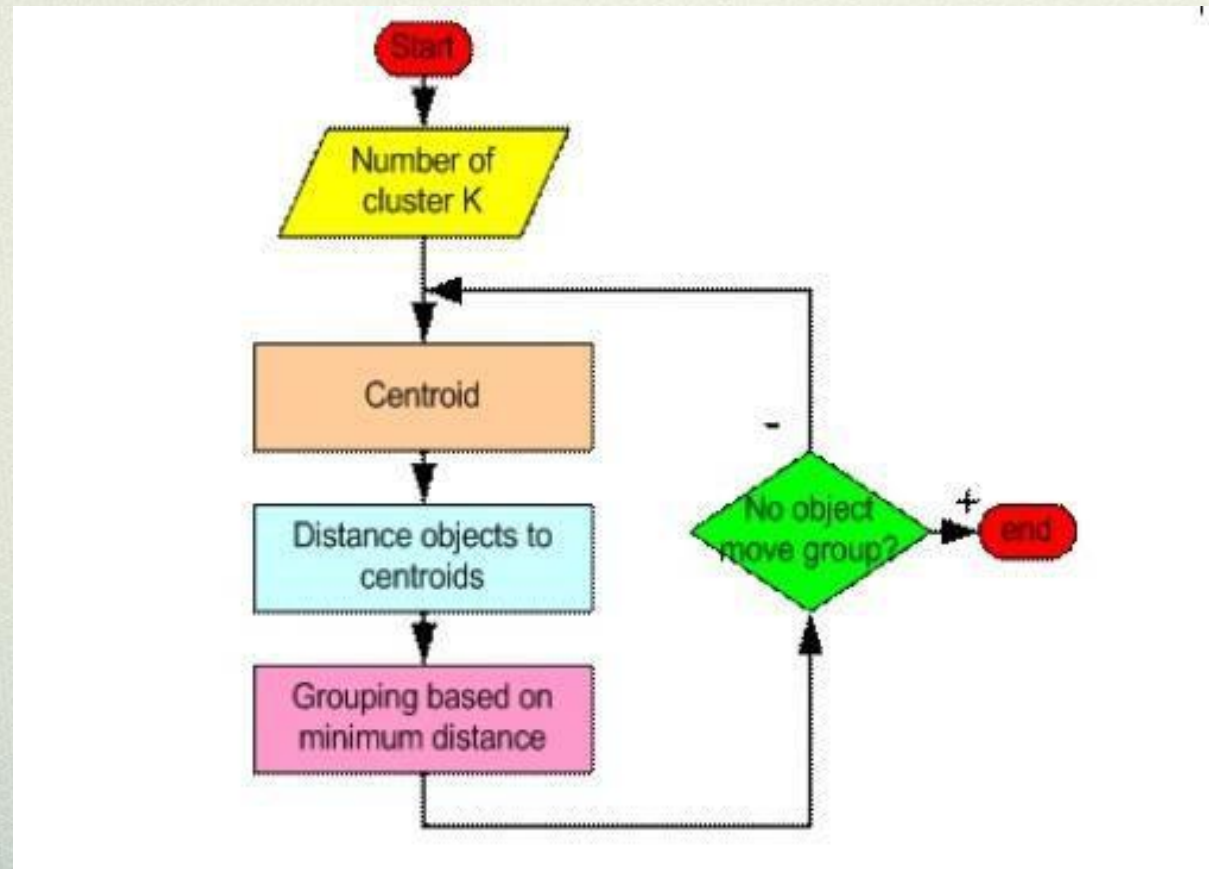 Start
Number of
cluster K
Centroid
Distance objects to
centroids
Grouping based on
minimum distance
-
No object
move group?
+
end